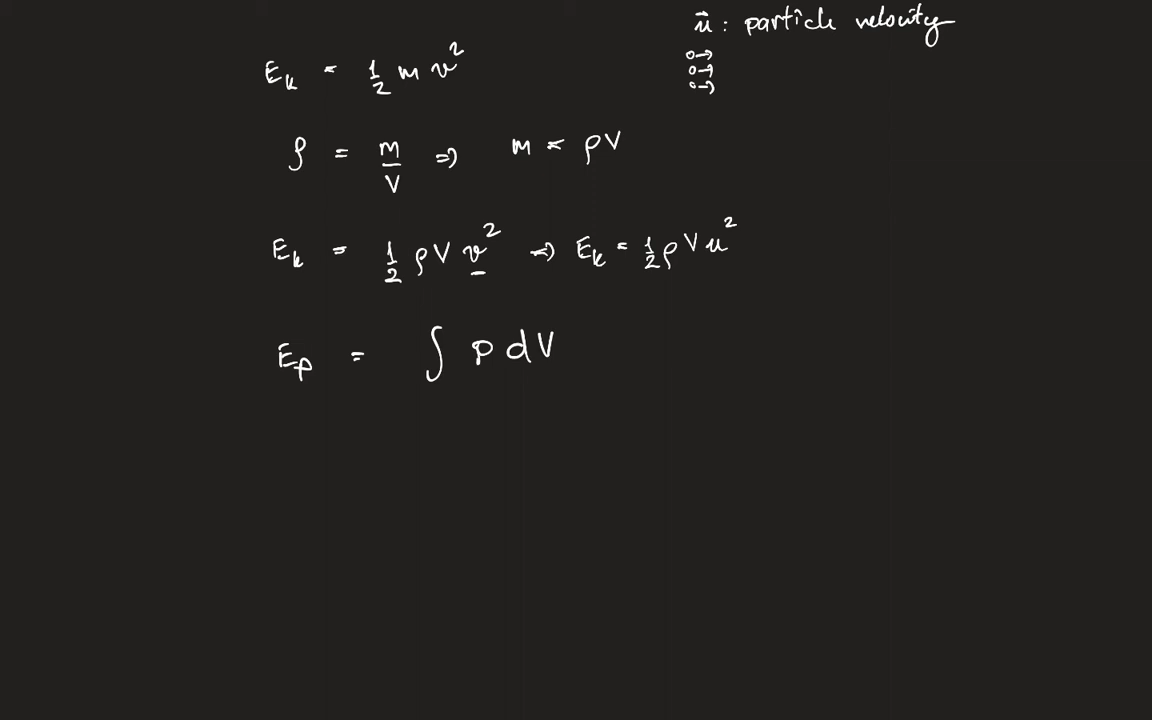 u⃗ : particle velocity
E_k = 1/2 m v²
ρ = m/V ⇒ m = ρV
E_k = 1/2 ρ V v² ⇒ E_k = 1/2 ρ V u²
E_p = ∫ p dV